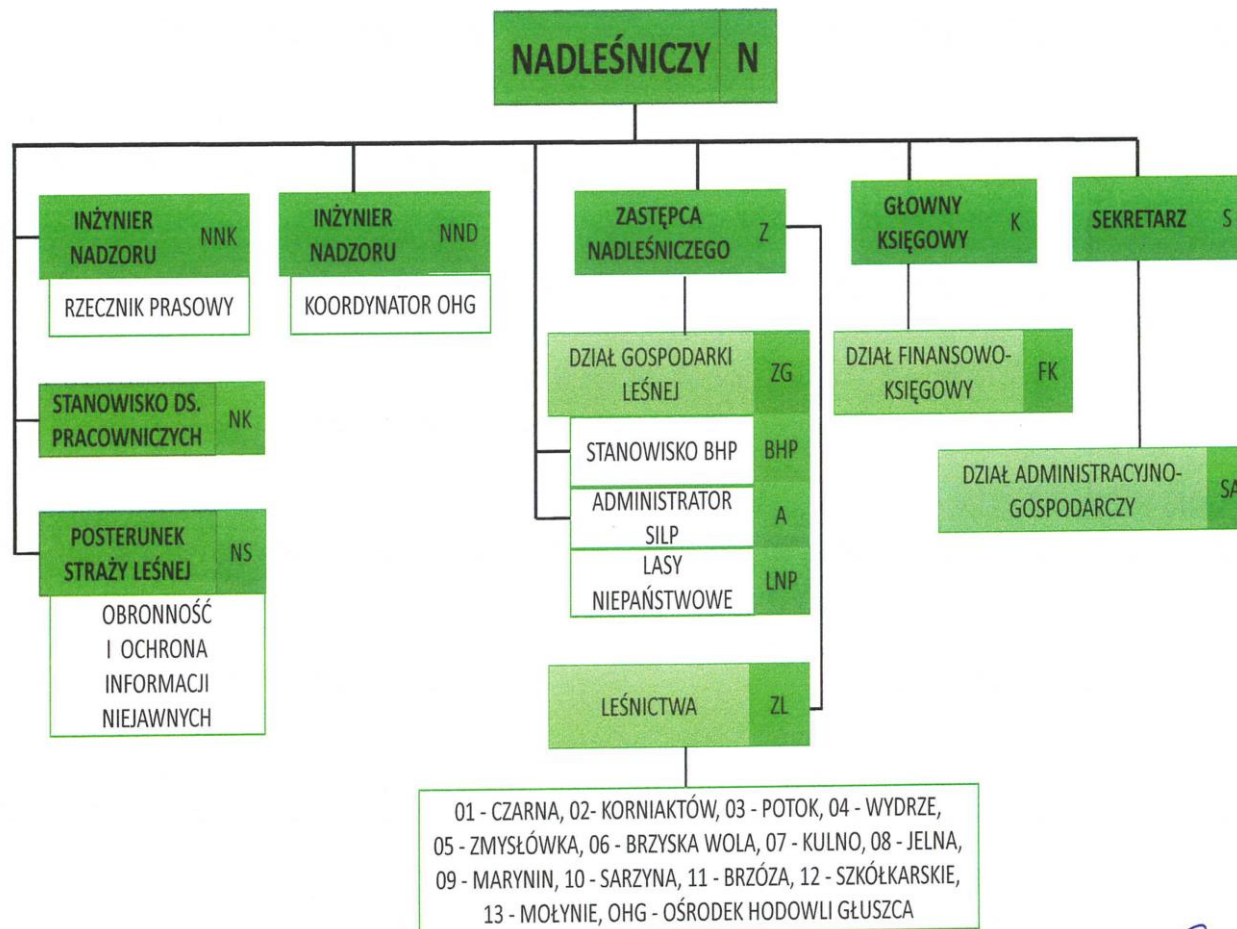 NADLEŚNICZY N
INŻYNIER
NADZORU
NNK
RZECZNIK PRASOWY
INŻYNIER
NADZORU
NND
KOORDYNATOR OHG
ZASTĘPCA
NADLEŚNICZEGO
Z
GŁOWNY
KSIĘGOWY
K
SEKRETARZ
S
STANOWISKO DS.
PRACOWNICZYCH
NK
POSTERUNEK
STRAŻY LEŚNEJ
NS
OBRONNOŚĆ
I OCHRONA
INFORMACJI
NIEJAWNYCH
DZIAŁ GOSPODARKI
LEŚNEJ
ZG
STANOWISKO BHP
BHP
ADMINISTRATOR
SILP
A
LASY
NIEPAŃSTWOWE
LNP
DZIAŁ FINANSOWO-
KSIĘGOWY
FK
DZIAŁ ADMINISTRACYJNO-
GOSPODARCZY
SA
LEŚNICTWA
ZL
01 - CZARNA, 02- KORNIAKTÓW, 03 - POTOK, 04 - WYDRZE,
05 - ZMYSŁÓWKA, 06 - BRZYSKA WOLA, 07 - KULNO, 08 - JELNA,
09 - MARYNIN, 10 - SARZYNA, 11 - BRZÓZA, 12 - SZKÓŁKARSKIE,
13 - MOŁYNIE, OHG - OŚRODEK HODOWLI GŁUSZCA